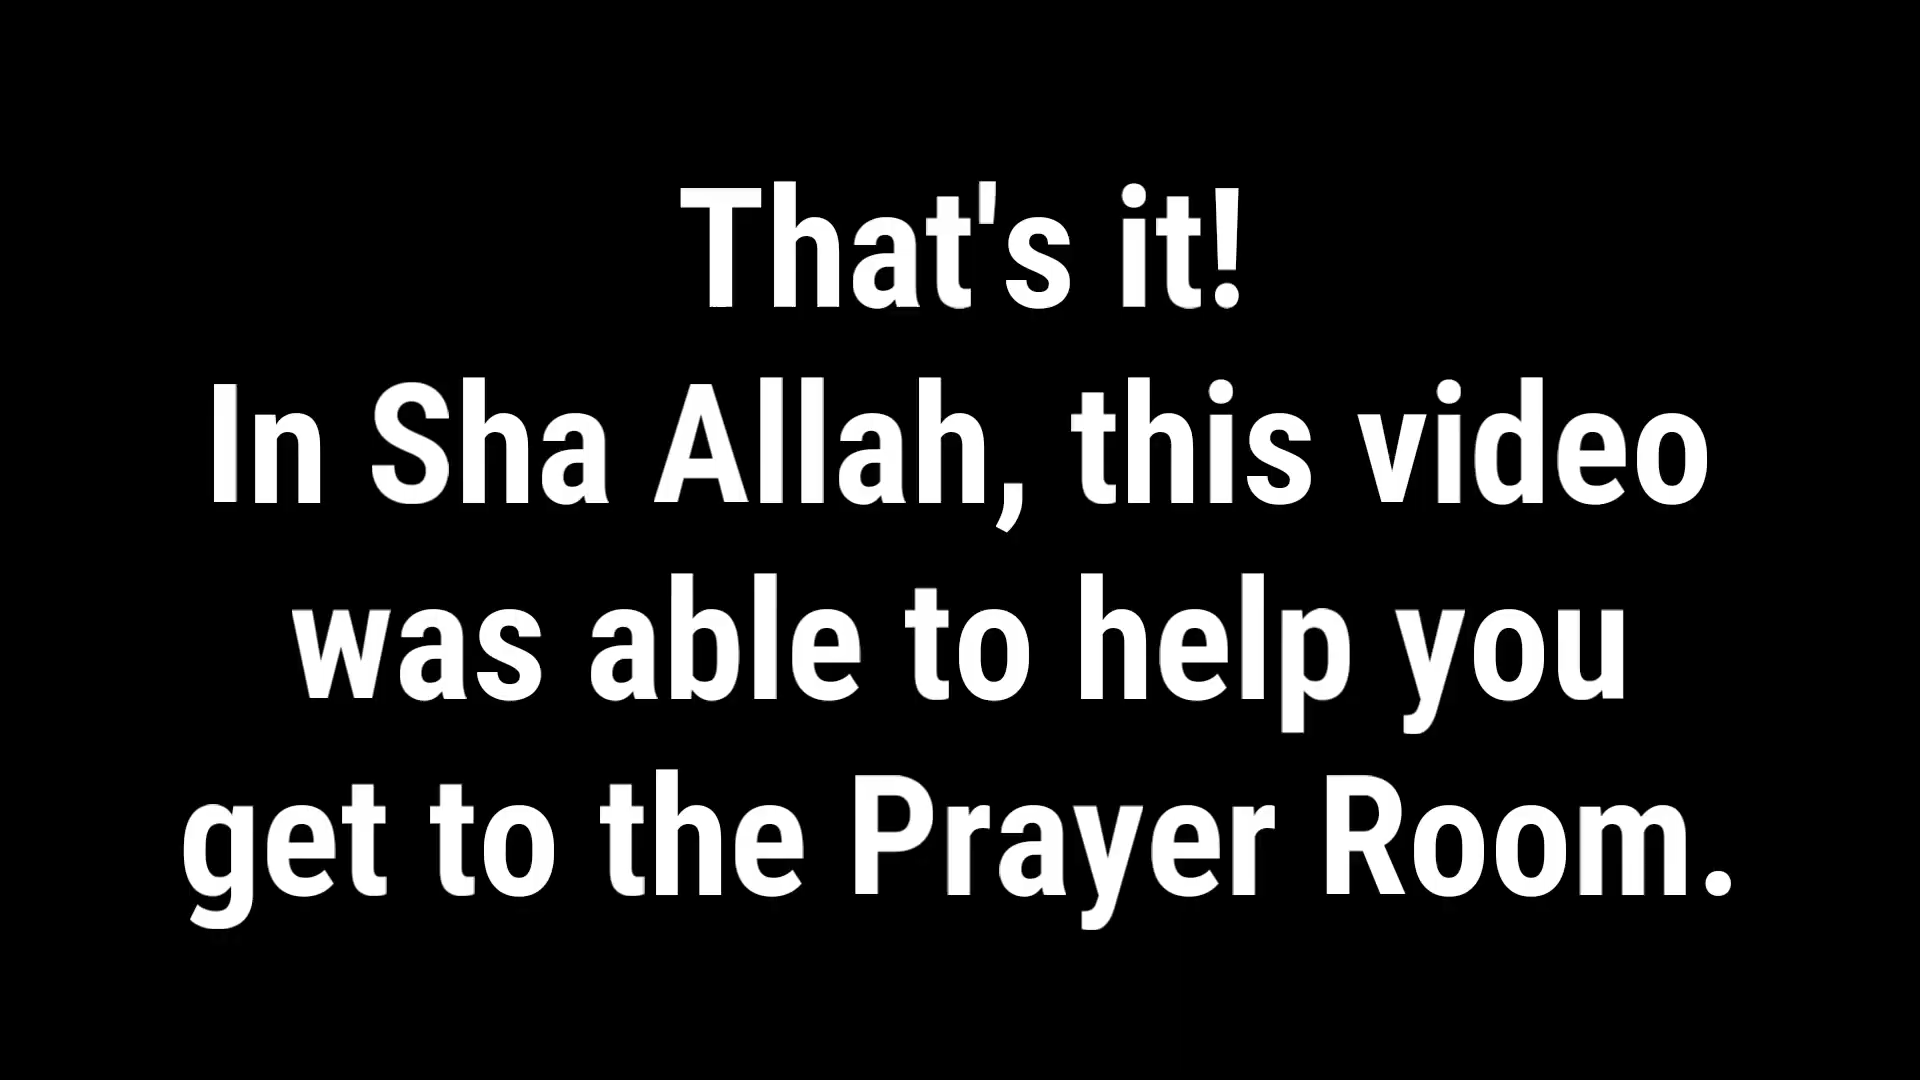 That's it!
In Sha Allah, this video
was able to help you
get to the Prayer Room.